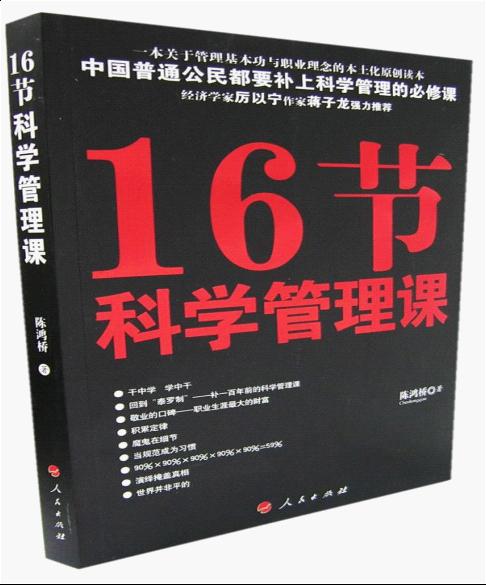 16节科学管理课
陈鸿桥 著
一本关于管理基本功与职业理念的本土化原创读本
中国普通公民都要补上科学管理的必修课
经济学家厉以宁作家蒋子龙强力推荐
16节
科学管理课
陈鸿桥 著
Chenhongqiao
干中学 学中干
回到“泰罗制”——补一百年前的科学管理课
敬业的口碑——职业生涯最大的财富
积累定律
魔鬼在细节
当规范成为习惯
90%×90%×90%×90%×90%=59%
演绎掩盖真相
世界并非平的
人民出版社
人民出版社